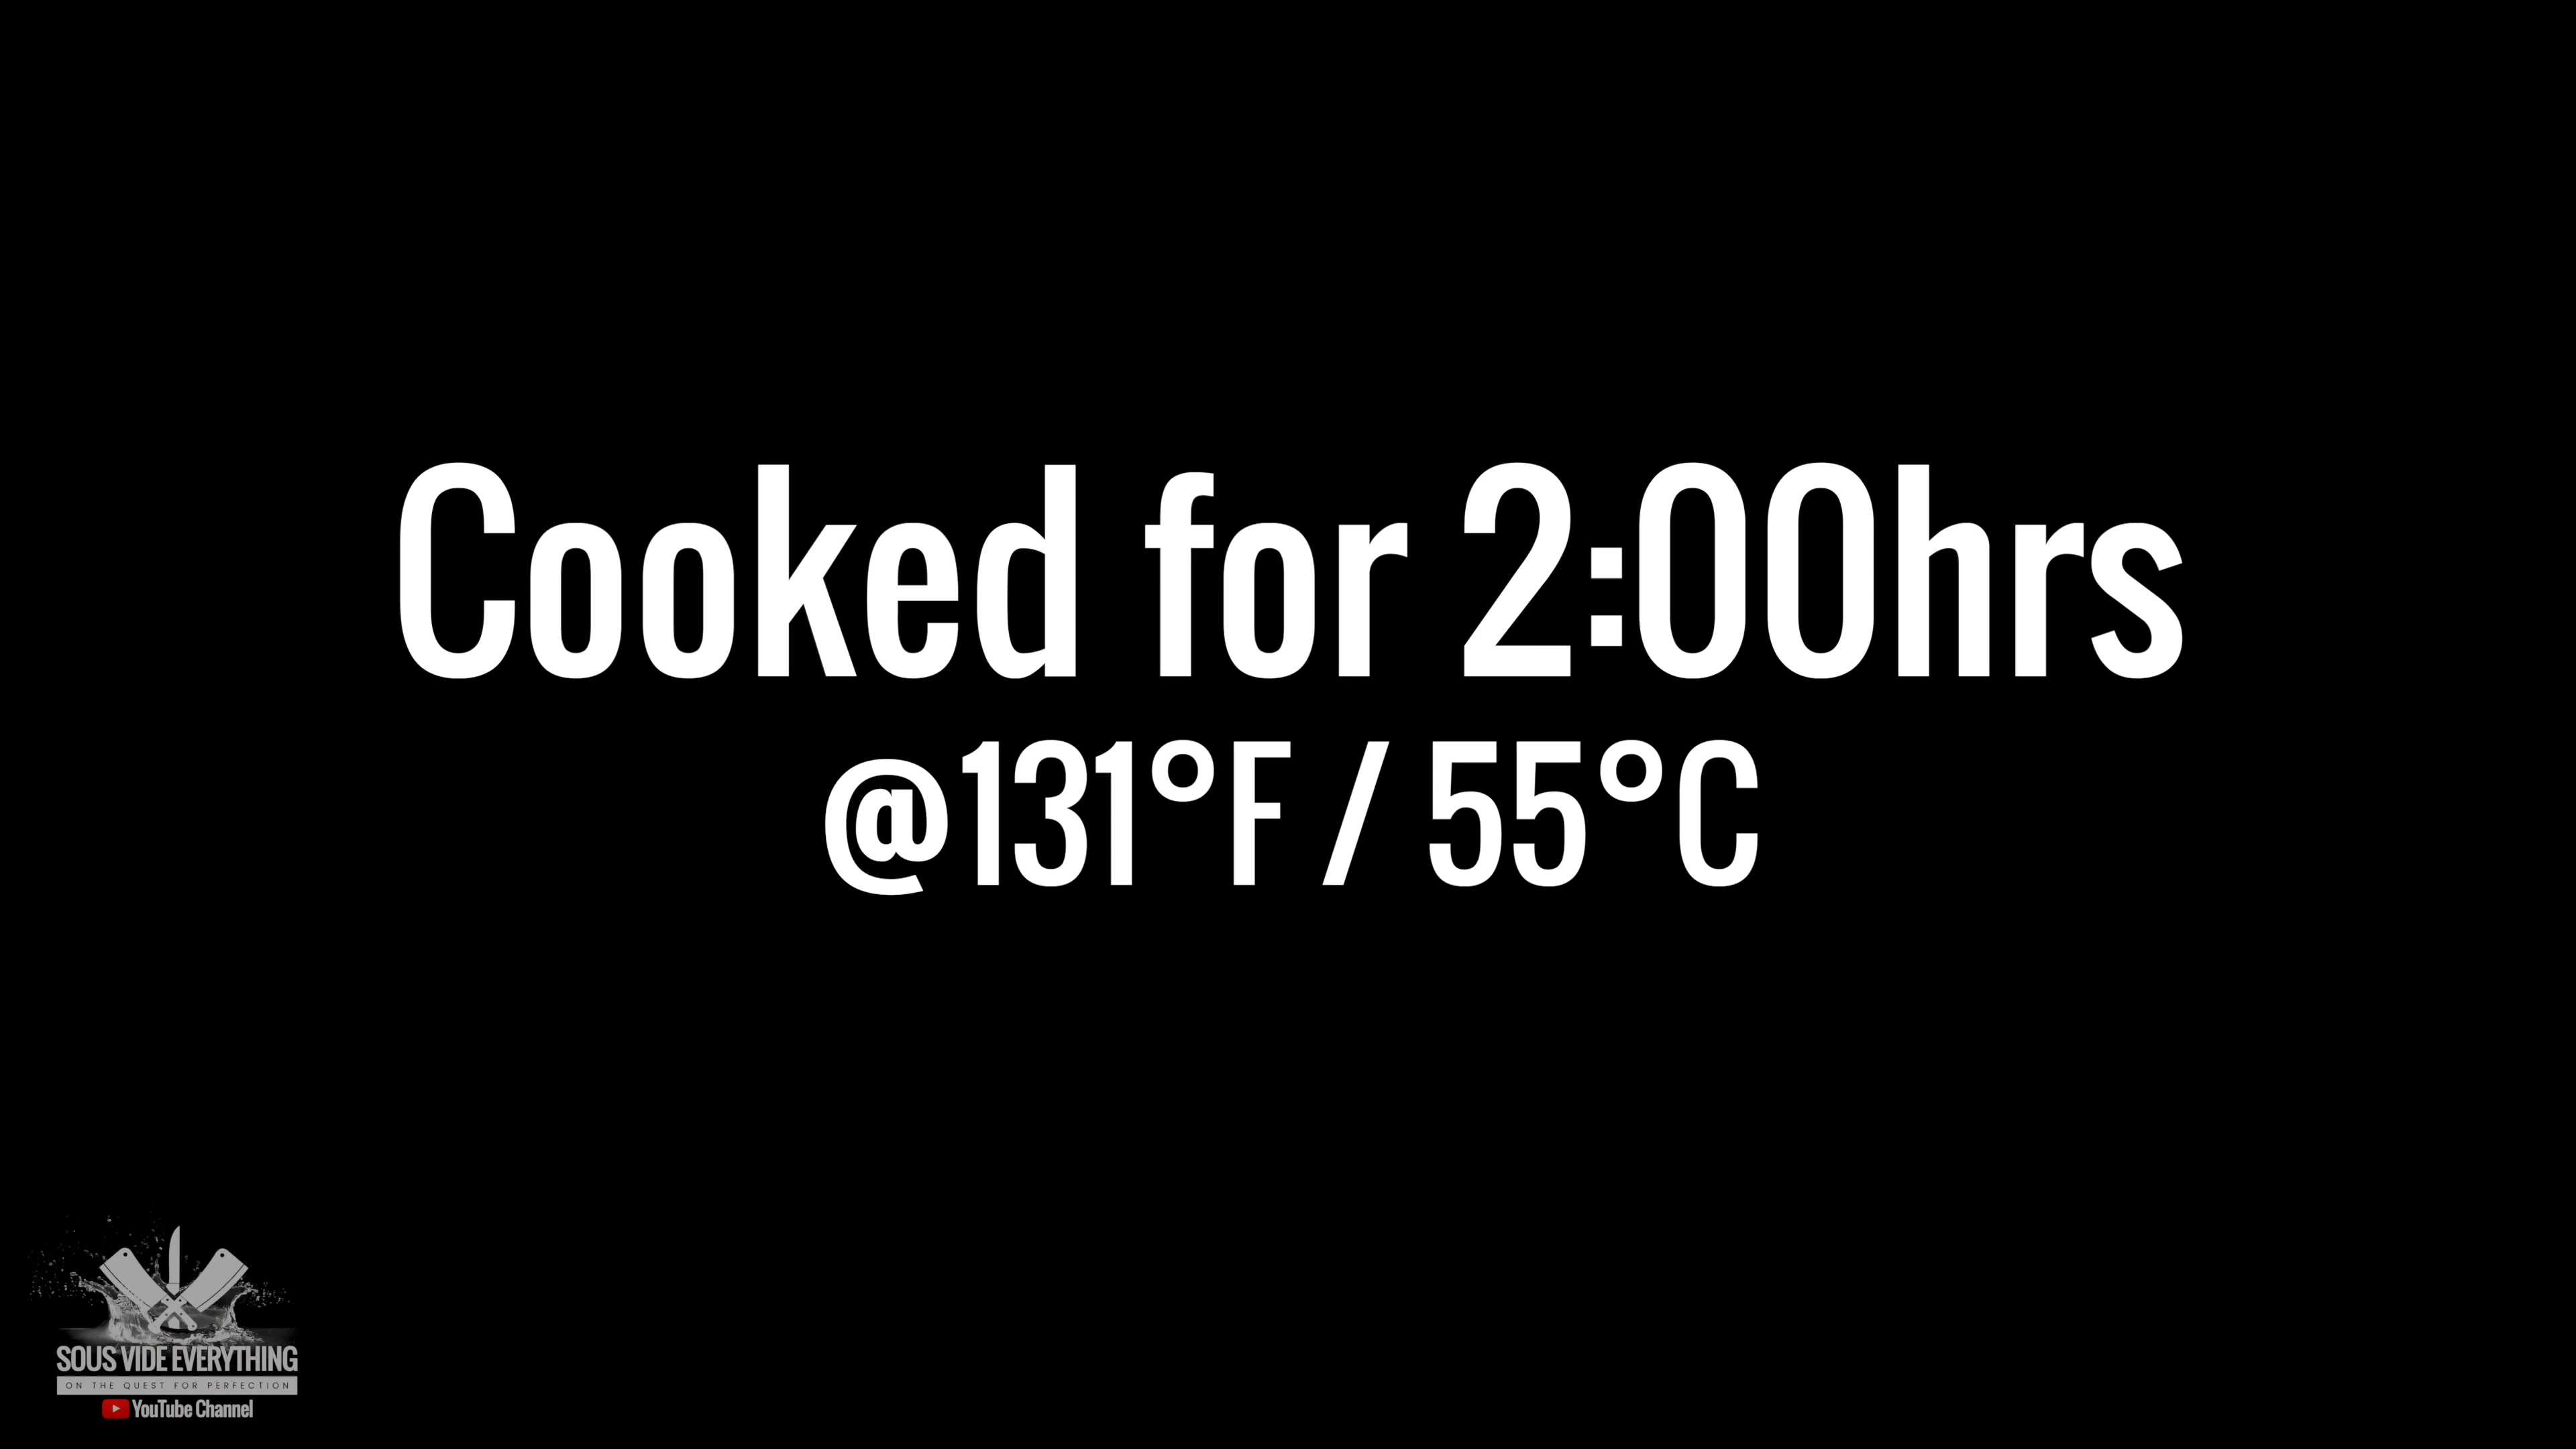 Cooked for 2:00hrs
@131°F / 55°C
SOUS VIDE EVERYTHING
ON THE QUEST FOR PERFECTION
YouTube Channel